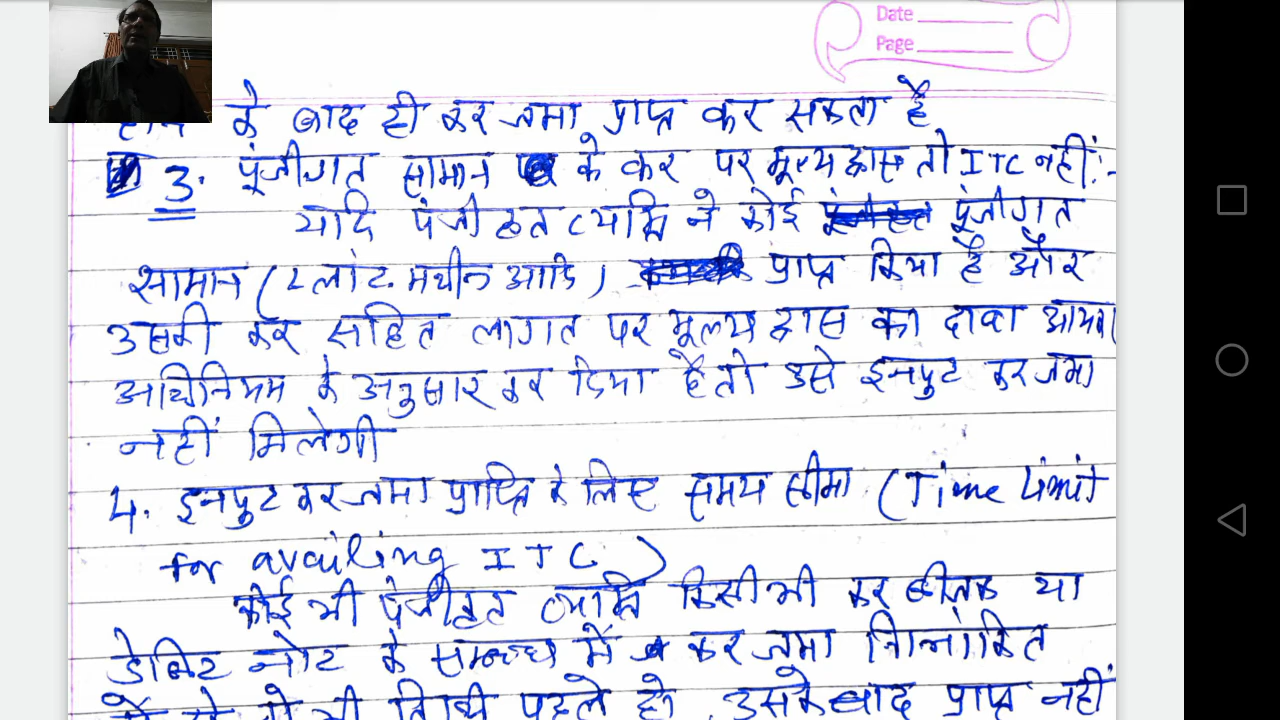 Date
Page
के बाद ही कर जमा प्राप्त कर सकता है
3. पूंजीगत सामान के कर पर मूल्य ह्रास तो ITC नहीं:-
यदि पंजीकृत व्यक्ति ने कोई पूंजीगत
सामान (प्लांट. मशीन आदि) प्राप्त किया है और
उसकी कर सहित लागत पर मूल्य ह्रास का दावा आयकर
अधिनियम के अनुसार कर दिया है तो उसे इनपुट कर जमा
नहीं मिलेगी
4. इनपुट कर जमा प्राप्ति के लिए समय सीमा (Time limit
for availing ITC)
कोई भी पंजीकृत व्यक्ति किसी भी कर बीजक या
डेबिट नोट के सम्बन्ध में कर जमा निम्नांकित
में से जो भी तिथि पहले हो, उसके बाद प्राप्त नहीं